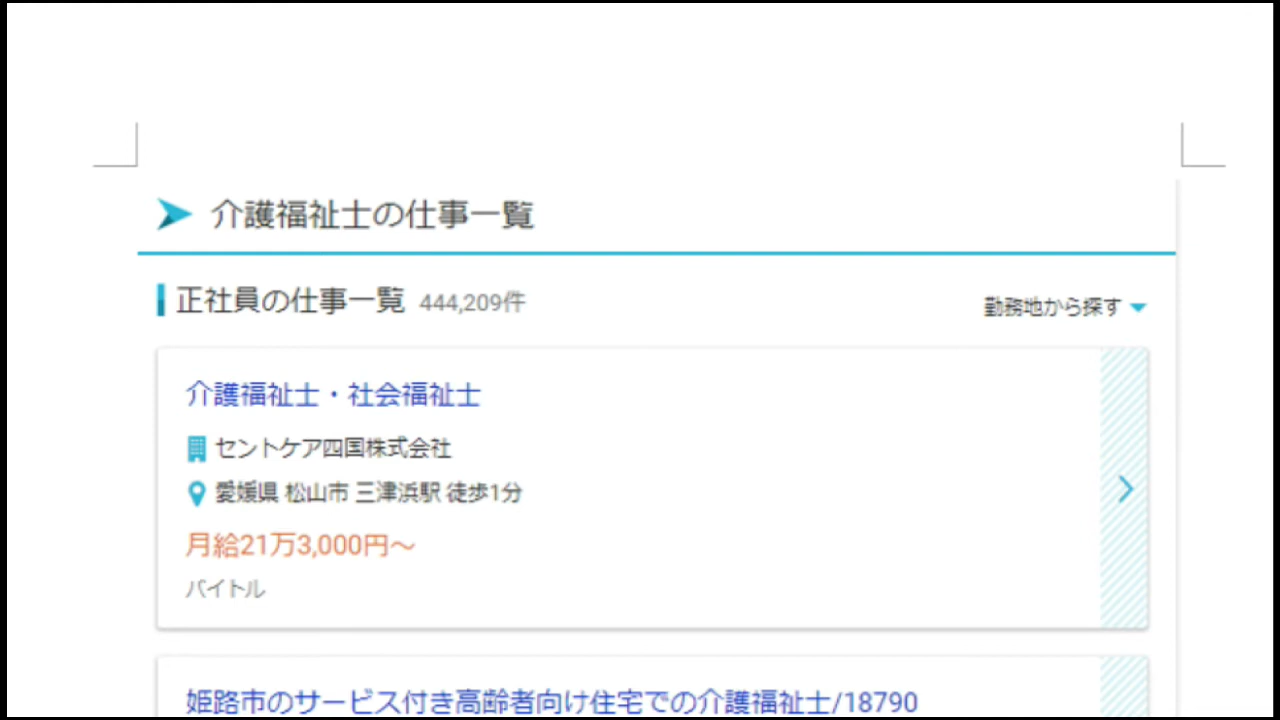 介護福祉士の仕事一覧
正社員の仕事一覧 444,209件
勤務地から探す
介護福祉士・社会福祉士
セントケア四国株式会社
愛媛県 松山市 三津浜駅 徒歩1分
月給21万3,000円～
バイトル
姫路市のサービス付き高齢者向け住宅での介護福祉士/18790